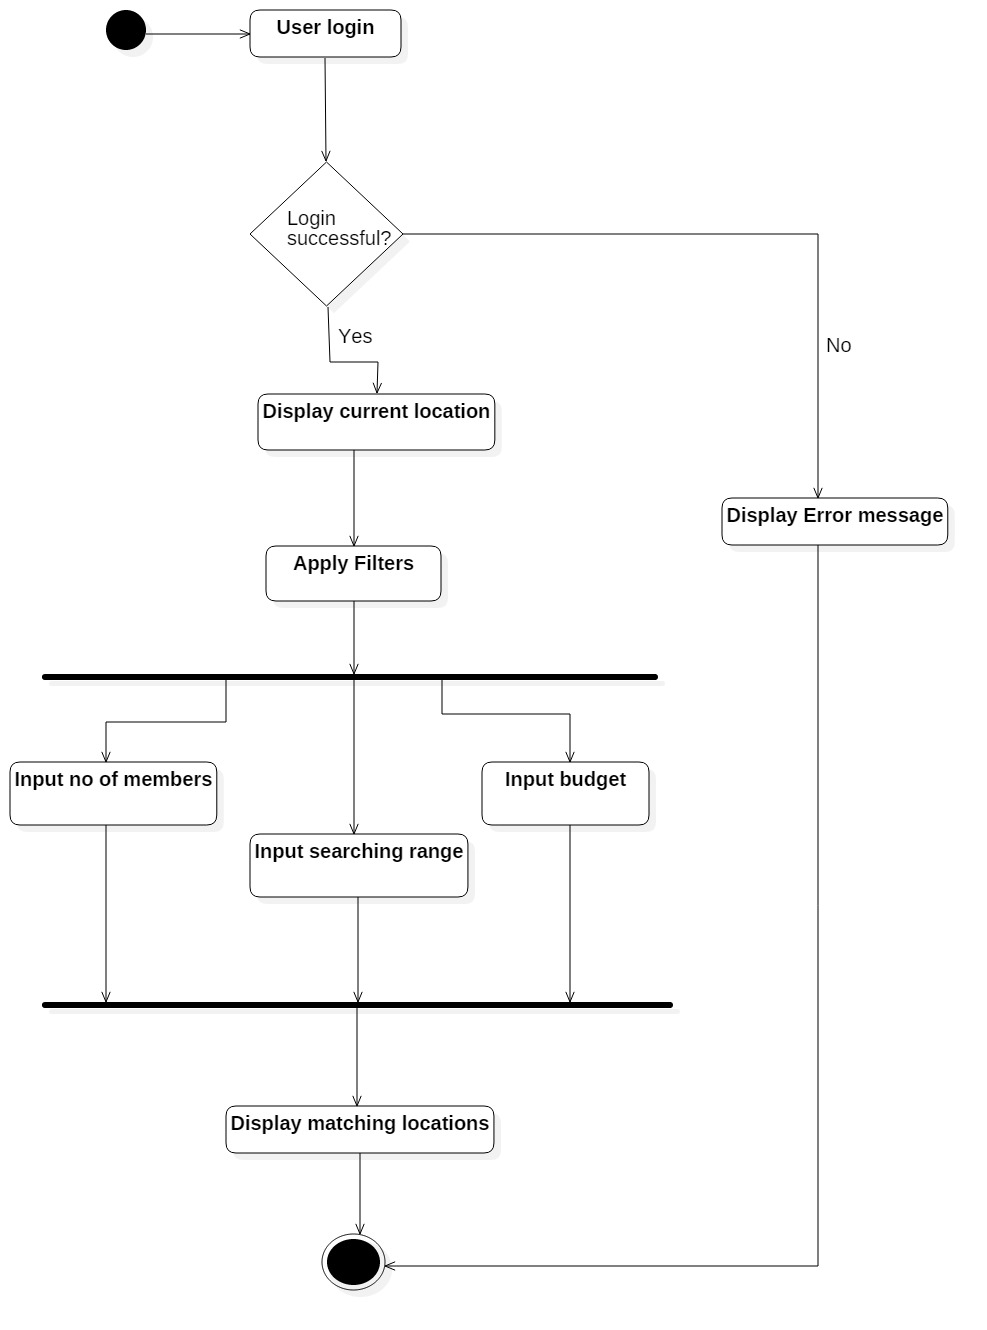 User login
Login
successful?
Yes
No
Display current location
Display Error message
Apply Filters
Input no of members
Input budget
Input searching range
Display matching locations